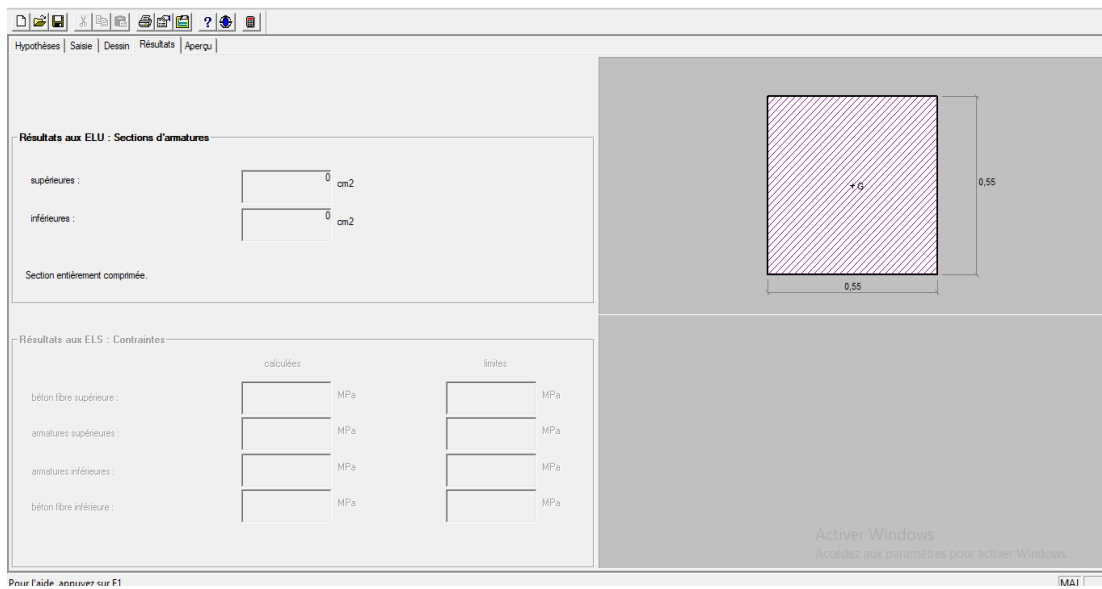 Hypothèses Saisie Dessin Résultats Aperçu
Résultats aux ELU : Sections d'armatures
supérieures : 0 cm2
inférieures : 0 cm2
Section entièrement comprimée.
Résultats aux ELS : Contraintes
calculées limites
béton fibre supérieure : MPa MPa
armatures supérieures : MPa MPa
armatures inférieures : MPa MPa
béton fibre inférieure : MPa MPa
+ G
0,55
0,55
Activer Windows
Accédez aux paramètres pour activer Windows.
Pour l'aide, appuyez sur F1
MAJ